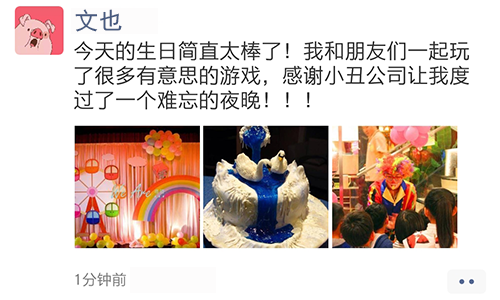 文也
今天的生日简直太棒了！我和朋友们一起玩
了很多有意思的游戏，感谢小丑公司让我度
过了一个难忘的夜晚！！！
1分钟前